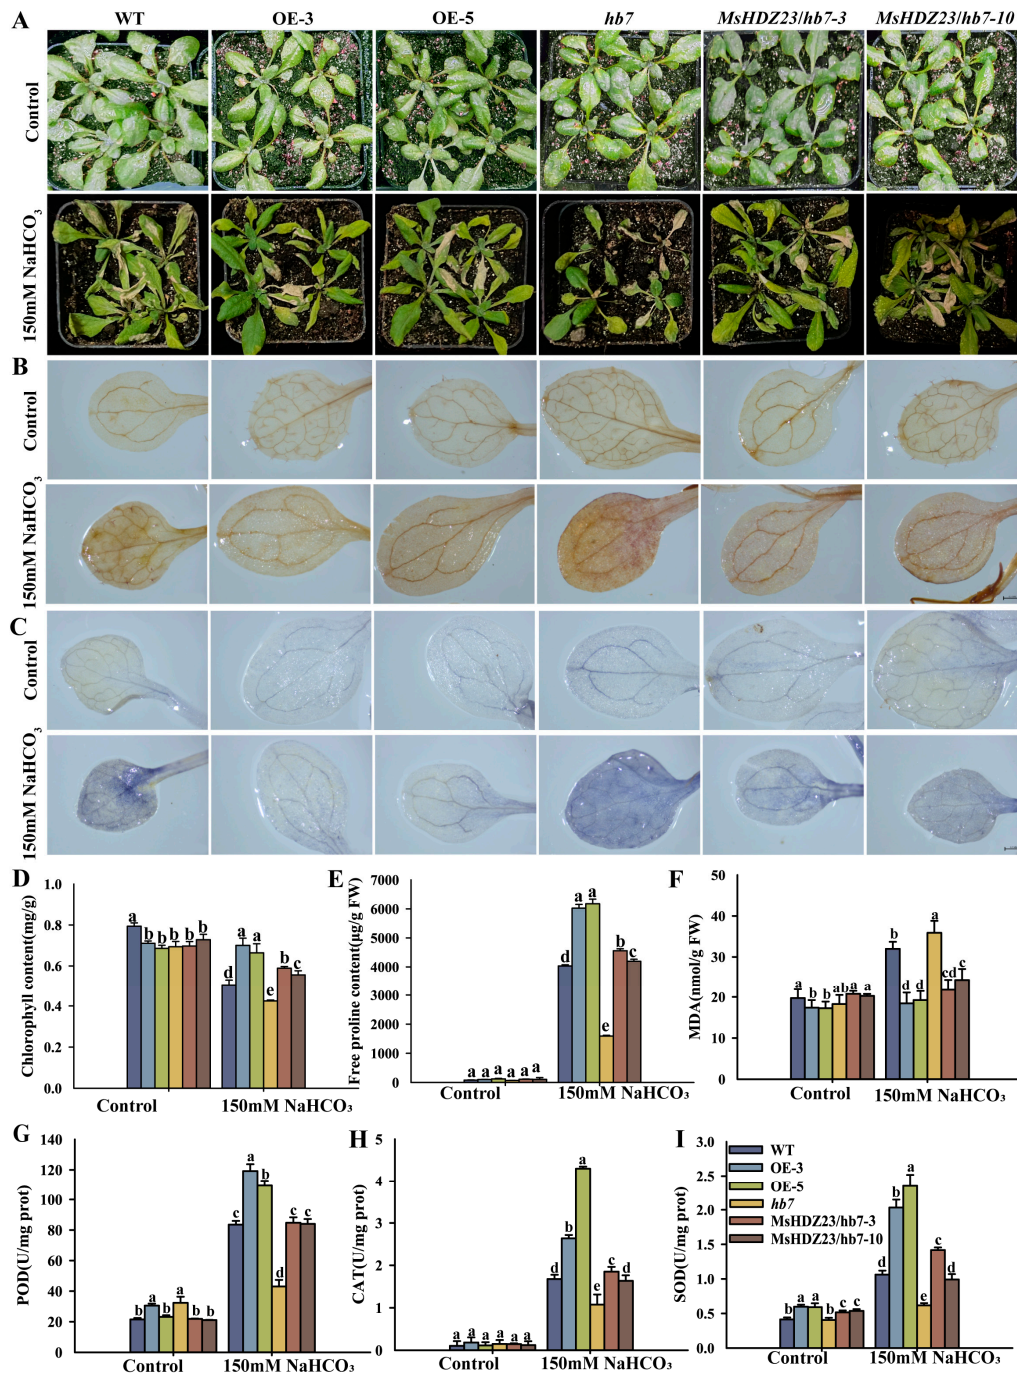 A WT OE-3 OE-5 hb7 MsHDZ23/hb7-3 MsHDZ23/hb7-10
Control
150mM NaHCO₃
B
Control
150mM NaHCO₃
C
Control
150mM NaHCO₃
D
Chlorophyll content(mg/g)
1.0
0.8
0.6
0.4
0.2
0.0
a b b b b b
d a a e b c
Control 150mM NaHCO₃
E
Free proline content(µg/g FW)
7000
6000
5000
4000
3000
2000
1000
0
a a a a a a
d a a e b c
Control 150mM NaHCO₃
F
MDA(nmol/g FW)
50
40
30
20
10
0
a b b ab a a
b d d a cd c
Control 150mM NaHCO₃
G
POD(U/mg prot)
140
120
100
80
60
40
20
0
b a b a b b
c a b d c c
Control 150mM NaHCO₃
H
CAT(U/mg prot)
5
4
3
2
1
0
a a a a a a
d b a e c d
Control 150mM NaHCO₃
I
SOD(U/mg prot)
3.0
2.5
2.0
1.5
1.0
0.5
0.0
b a a b c c
d b a e c d
Control 150mM NaHCO₃
WT
OE-3
OE-5
hb7
MsHDZ23/hb7-3
MsHDZ23/hb7-10